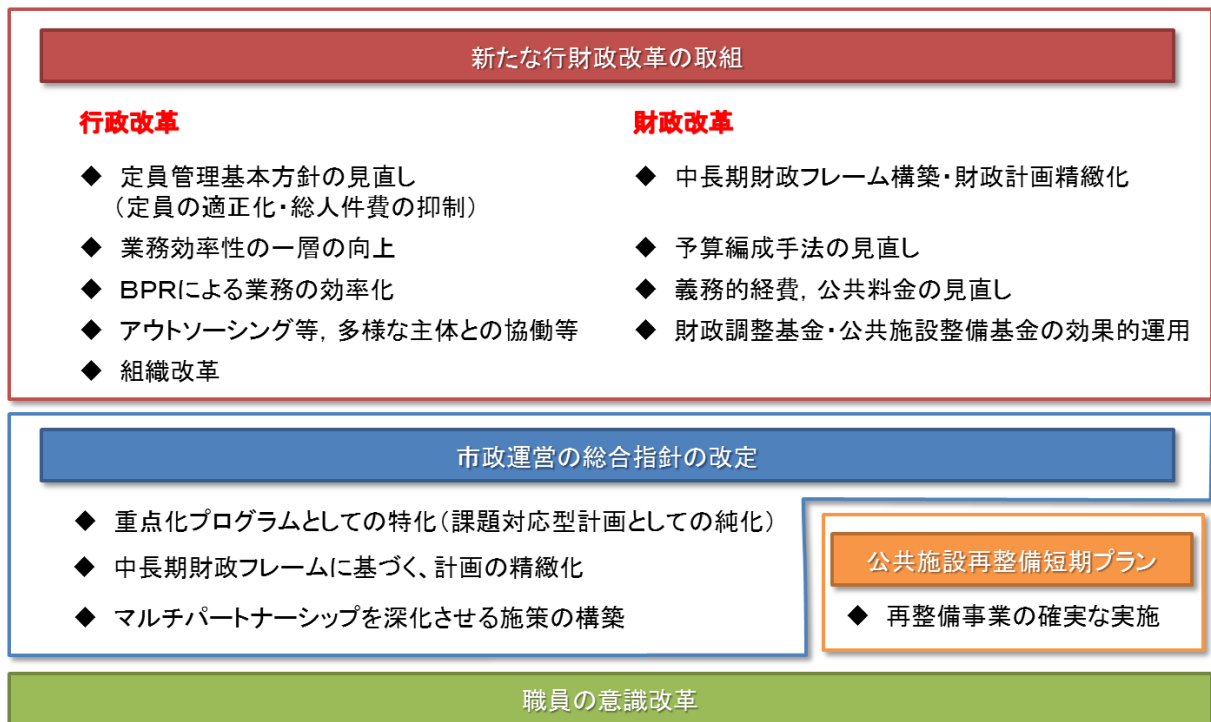 新たな行財政改革の取組
行政改革
◆ 定員管理基本方針の見直し
（定員の適正化・総人件費の抑制）
◆ 業務効率性の一層の向上
◆ ＢＰＲによる業務の効率化
◆ アウトソーシング等，多様な主体との協働等
◆ 組織改革
財政改革
◆ 中長期財政フレーム構築・財政計画精緻化
◆ 予算編成手法の見直し
◆ 義務的経費，公共料金の見直し
◆ 財政調整基金・公共施設整備基金の効果的運用
市政運営の総合指針の改定
◆ 重点化プログラムとしての特化（課題対応型計画としての純化）
◆ 中長期財政フレームに基づく、計画の精緻化
◆ マルチパートナーシップを深化させる施策の構築
公共施設再整備短期プラン
◆ 再整備事業の確実な実施
職員の意識改革